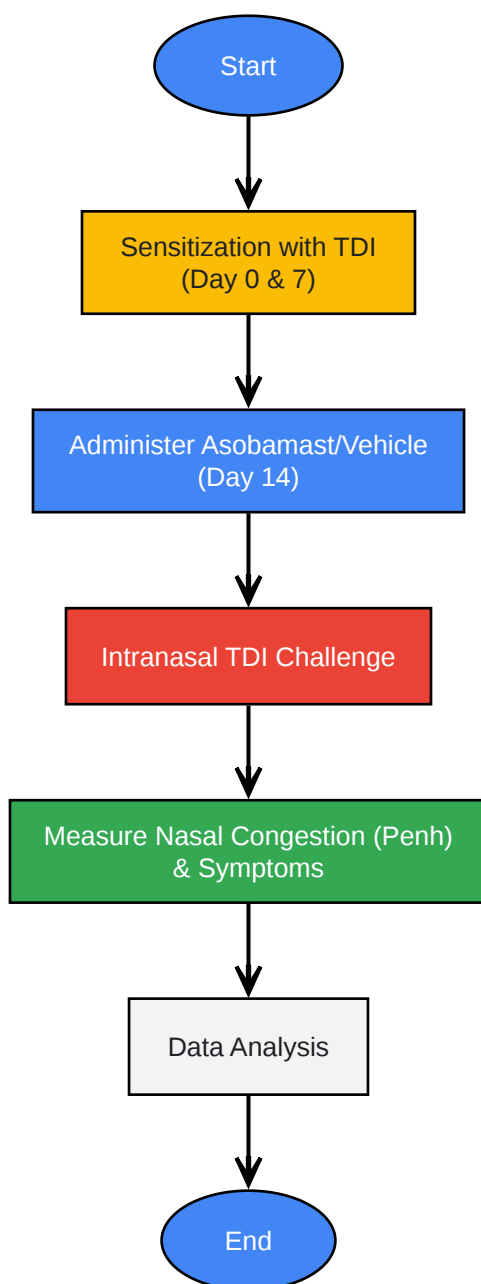 Start
Sensitization with TDI
(Day 0 & 7)
Administer Asobamast/Vehicle
(Day 14)
Intranasal TDI Challenge
Measure Nasal Congestion (Penh)
& Symptoms
Data Analysis
End